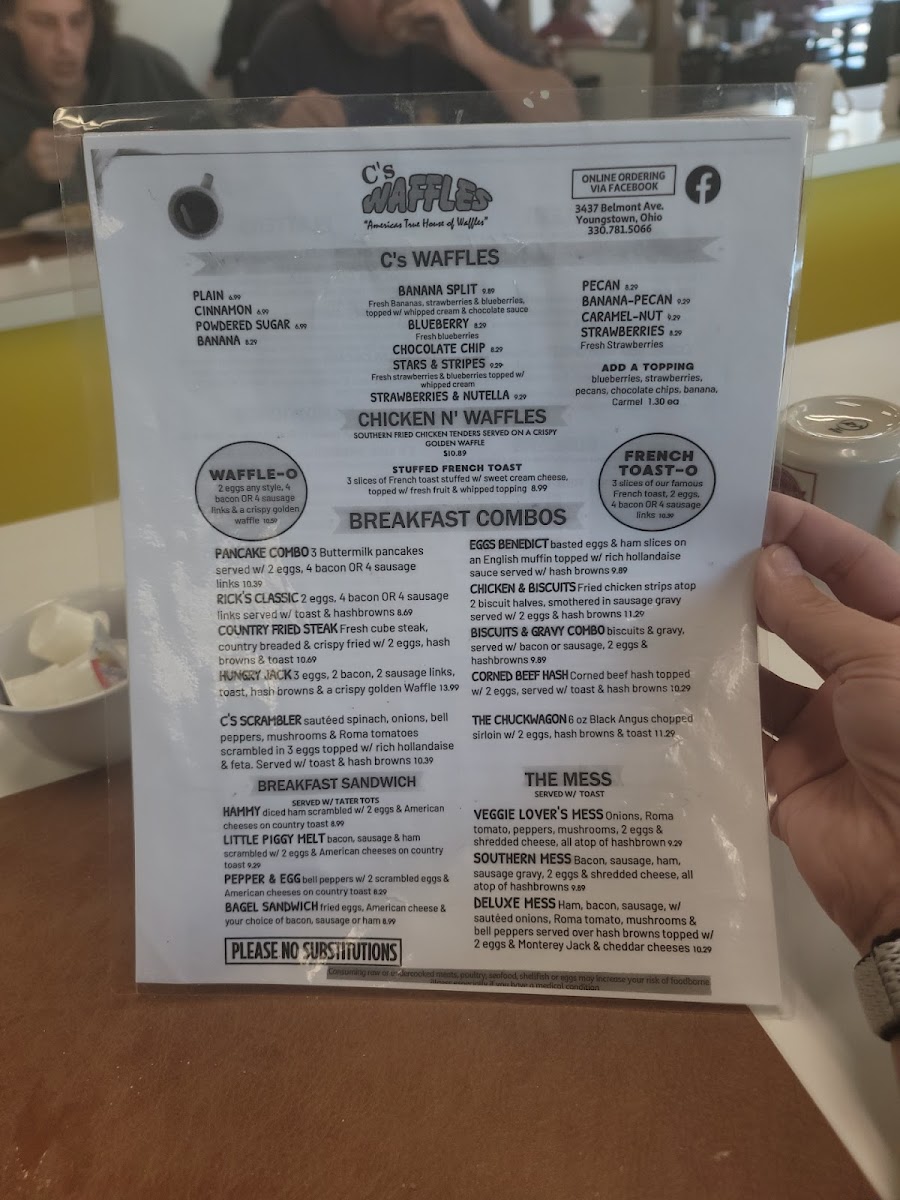 C's
WAFFLES
"Americas True House of Waffles"
ONLINE ORDERING
VIA FACEBOOK
f
3437 Belmont Ave.
Youngstown, Ohio
330.781.5066
C's WAFFLES
PLAIN 6.99
CINNAMON 6.99
POWDERED SUGAR 6.99
BANANA 8.29
BANANA SPLIT 9.89
Fresh Bananas, strawberries & blueberries,
topped w/ whipped cream & chocolate sauce
BLUEBERRY 8.29
Fresh blueberries
CHOCOLATE CHIP 8.29
STARS & STRIPES 9.29
Fresh strawberries & blueberries topped w/
whipped cream
STRAWBERRIES & NUTELLA 9.29
PECAN 8.29
BANANA-PECAN 9.29
CARAMEL-NUT 9.29
STRAWBERRIES 8.29
Fresh Strawberries
ADD A TOPPING
blueberries, strawberries,
pecans, chocolate chips, banana,
Carmel 1.30 ea
CHICKEN N' WAFFLES
SOUTHERN FRIED CHICKEN TENDERS SERVED ON A CRISPY
GOLDEN WAFFLE
$10.89
WAFFLE-O
2 eggs any style, 4
bacon OR 4 sausage
links & a crispy golden
waffle 10.59
STUFFED FRENCH TOAST
3 slices of French toast stuffed w/ sweet cream cheese,
topped w/ fresh fruit & whipped topping 8.99
FRENCH
TOAST-O
3 slices of our famous
French toast, 2 eggs,
4 bacon OR 4 sausage
links 10.39
BREAKFAST COMBOS
PANCAKE COMBO 3 Buttermilk pancakes
served w/ 2 eggs, 4 bacon OR 4 sausage
links 10.39
RICK'S CLASSIC 2 eggs, 4 bacon OR 4 sausage
links served w/ toast & hashbrowns 8.69
COUNTRY FRIED STEAK Fresh cube steak,
country breaded & crispy fried w/ 2 eggs, hash
browns & toast 10.69
HUNGRY JACK 3 eggs, 2 bacon, 2 sausage links,
toast, hash browns & a crispy golden Waffle 13.99
C'S SCRAMBLER sautéed spinach, onions, bell
peppers, mushrooms & Roma tomatoes
scrambled in 3 eggs topped w/ rich hollandaise
& feta. Served w/ toast & hash browns 10.39
EGGS BENEDICT basted eggs & ham slices on
an English muffin topped w/ rich hollandaise
sauce served w/ hash browns 9.89
CHICKEN & BISCUITS Fried chicken strips atop
2 biscuit halves, smothered in sausage gravy
served w/ 2 eggs & hash browns 11.29
BISCUITS & GRAVY COMBO biscuits & gravy,
served w/ bacon or sausage, 2 eggs &
hashbrowns 9.89
CORNED BEEF HASH Corned beef hash topped
w/ 2 eggs, served w/ toast & hash browns 10.29
THE CHUCKWAGON 6 oz Black Angus chopped
sirloin w/ 2 eggs, hash browns & toast 11.29
BREAKFAST SANDWICH
SERVED W/ TATER TOTS
HAMMY diced ham scrambled w/ 2 eggs & American
cheeses on country toast 8.99
LITTLE PIGGY MELT bacon, sausage & ham
scrambled w/ 2 eggs & American cheeses on country
toast 9.29
PEPPER & EGG bell peppers w/ 2 scrambled eggs &
American cheeses on country toast 8.29
BAGEL SANDWICH fried eggs, American cheese &
your choice of bacon, sausage or ham 8.99
PLEASE NO SUBSTITUTIONS
THE MESS
SERVED W/ TOAST
VEGGIE LOVER'S MESS Onions, Roma
tomato, peppers, mushrooms, 2 eggs &
shredded cheese, all atop of hashbrown 9.29
SOUTHERN MESS Bacon, sausage, ham,
sausage gravy, 2 eggs & shredded cheese, all
atop of hashbrowns 9.89
DELUXE MESS Ham, bacon, sausage, w/
sautéed onions, Roma tomato, mushrooms &
bell peppers served over hash browns topped w/
2 eggs & Monterey Jack & cheddar cheeses 10.29
Consuming raw or undercooked meats, poultry, seafood, shellfish or eggs may increase your risk of foodborne
illness especially if you have a medical condition